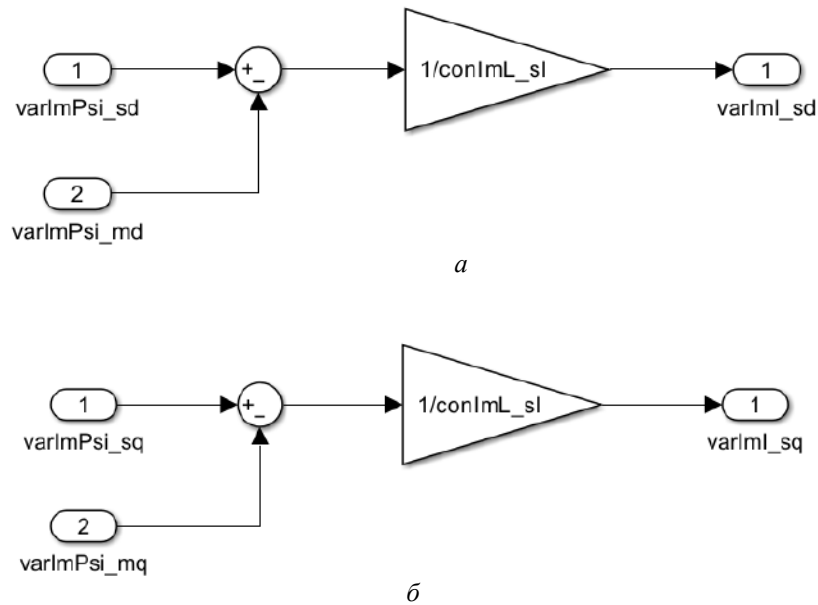 1
+
_
1/conImL_sl
1
varImPsi_sd
varImI_sd
2
varImPsi_md
а
1
+
_
1/conImL_sl
1
varImPsi_sq
varImI_sq
2
varImPsi_mq
б